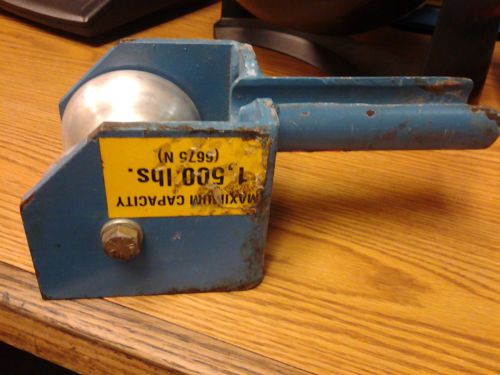 MAXIMUM CAPACITY
1,500 lbs.
(6675 N)